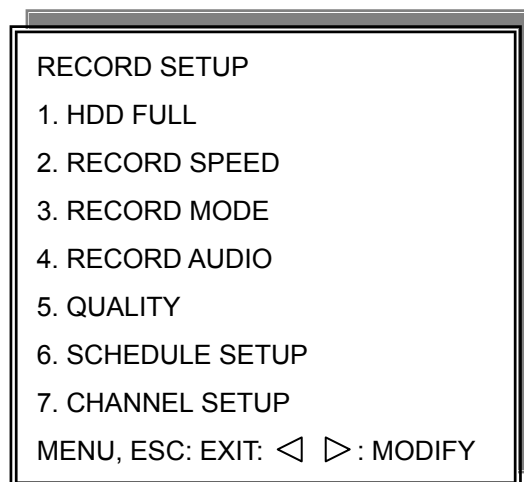 RECORD SETUP
1. HDD FULL
2. RECORD SPEED
3. RECORD MODE
4. RECORD AUDIO
5. QUALITY
6. SCHEDULE SETUP
7. CHANNEL SETUP
MENU, ESC: EXIT: ◁ ▷ : MODIFY